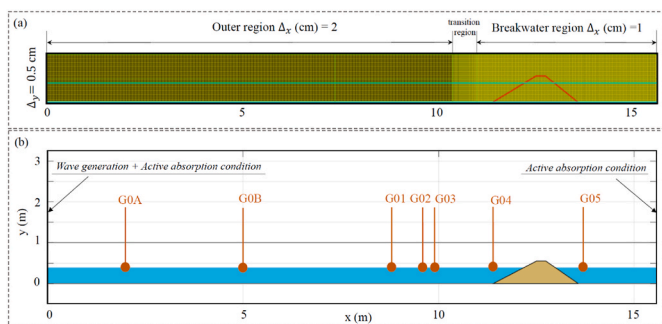 (a)
Outer region Δx (cm) = 2
transition
region
Breakwater region Δx (cm) =1
Δy = 0.5 cm
0
5
10
15
(b)
3
2
1
0
y (m)
Wave generation + Active absorption condition
Active absorption condition
G0A
G0B
G01
G02
G03
G04
G05
0
5
10
15
x (m)